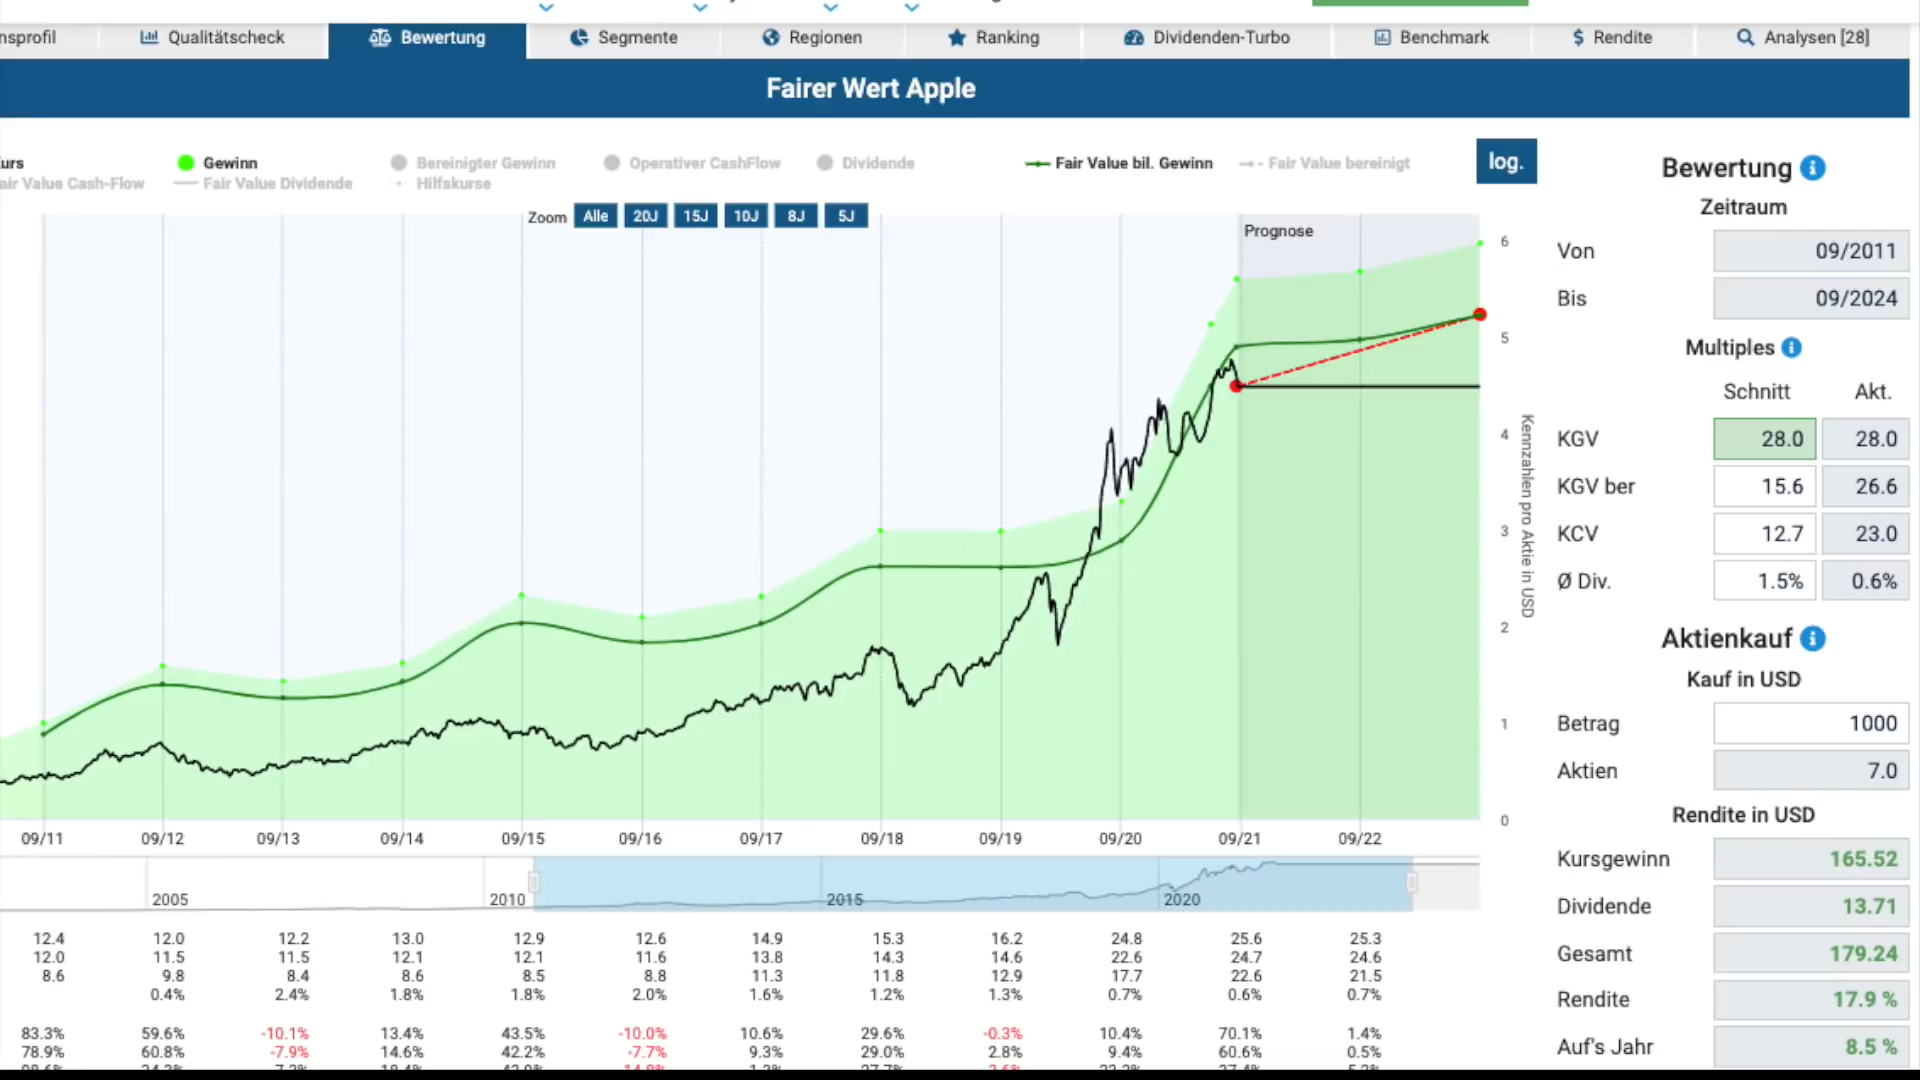 nsprofil
Qualitätscheck
Bewertung
Segmente
Regionen
Ranking
Dividenden-Turbo
Benchmark
$ Rendite
Analysen [28]
Fairer Wert Apple
urs
Gewinn
Bereinigter Gewinn
Operativer CashFlow
Dividende
Fair Value bil. Gewinn
Fair Value bereinigt
air Value Cash-Flow
Fair Value Dividende
Hilfskurse
log.
Zoom Alle 20J 15J 10J 8J 5J
Prognose
6
5
4
3
2
1
0
Kennzahlen pro Aktie in USD
09/11 09/12 09/13 09/14 09/15 09/16 09/17 09/18 09/19 09/20 09/21 09/22
2005 2010 2015 2020
12.4 12.0 12.2 13.0 12.9 12.6 14.9 15.3 16.2 24.8 25.6 25.3
12.0 11.5 11.5 12.1 12.1 11.6 13.8 14.3 14.6 22.6 24.7 24.6
8.6 9.8 8.4 8.6 8.5 8.8 11.3 11.8 12.9 17.7 22.6 21.5
0.4% 2.4% 1.8% 1.8% 2.0% 1.6% 1.2% 1.3% 0.7% 0.6% 0.7%
83.3% 59.6% -10.1% 13.4% 43.5% -10.0% 10.6% 29.6% -0.3% 10.4% 70.1% 1.4%
78.9% 60.8% -7.9% 14.6% 42.2% -7.7% 9.3% 29.0% 2.8% 9.4% 60.6% 0.5%
Bewertung
Zeitraum
Von 09/2011
Bis 09/2024
Multiples
Schnitt Akt.
KGV 28.0 28.0
KGV ber 15.6 26.6
KCV 12.7 23.0
Ø Div. 1.5% 0.6%
Aktienkauf
Kauf in USD
Betrag 1000
Aktien 7.0
Rendite in USD
Kursgewinn 165.52
Dividende 13.71
Gesamt 179.24
Rendite 17.9 %
Auf's Jahr 8.5 %